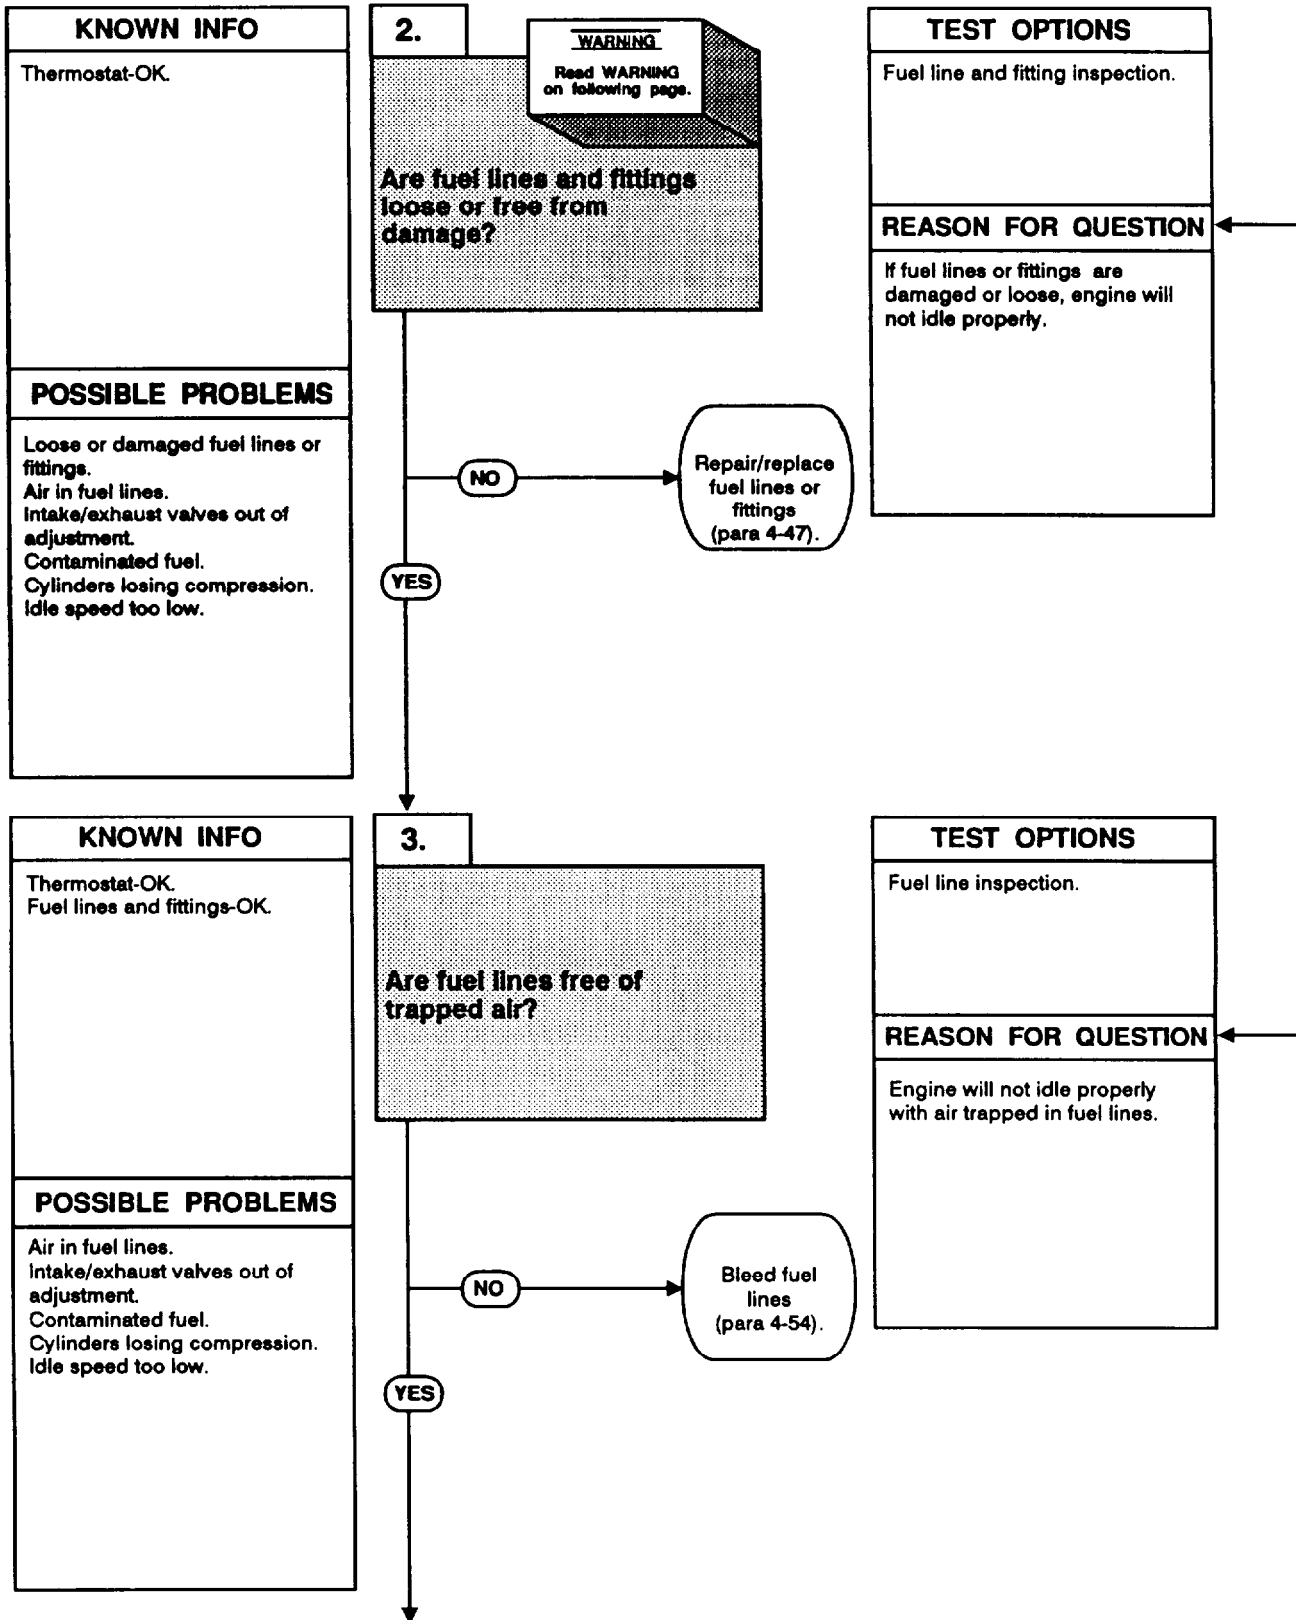 KNOWN INFO
Thermostat-OK.
POSSIBLE PROBLEMS
Loose or damaged fuel lines or
fittings.
Air in fuel lines.
Intake/exhaust valves out of
adjustment.
Contaminated fuel.
Cylinders losing compression.
Idle speed too low.
2.
WARNING
Read WARNING
on following page.
Are fuel lines and fittings
loose or free from
damage?
NO
Repair/replace
fuel lines or
fittings
(para 4-47).
YES
TEST OPTIONS
Fuel line and fitting inspection.
REASON FOR QUESTION
If fuel lines or fittings are
damaged or loose, engine will
not idle properly.
KNOWN INFO
Thermostat-OK.
Fuel lines and fittings-OK.
POSSIBLE PROBLEMS
Air in fuel lines.
Intake/exhaust valves out of
adjustment.
Contaminated fuel.
Cylinders losing compression.
Idle speed too low.
3.
Are fuel lines free of
trapped air?
NO
Bleed fuel
lines
(para 4-54).
YES
TEST OPTIONS
Fuel line inspection.
REASON FOR QUESTION
Engine will not idle properly
with air trapped in fuel lines.